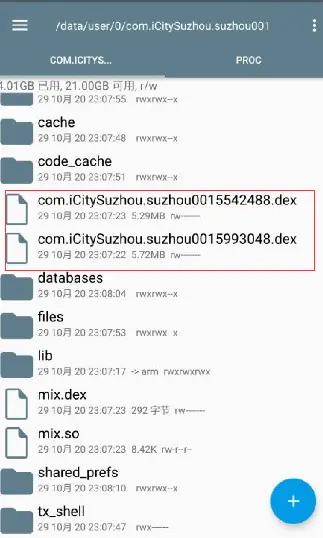 /data/user/0/com.iCitySuzhou.suzhou001
COM.ICITYS...
PROC
4.01GB 已用, 21.00GB 可用, r/w
29 10月 20 23:07:55 rwxrwx--x
cache
29 10月 20 23:07:48 rwxrwx--x
code_cache
29 10月 20 23:07:51 rwxrwx--x
com.iCitySuzhou.suzhou0015542488.dex
29 10月 20 23:07:23 5.29MB rw-------
com.iCitySuzhou.suzhou0015993048.dex
29 10月 20 23:07:22 5.72MB rw-------
databases
29 10月 20 23:08:04 rwxrwx--x
files
29 10月 20 23:07:53 rwxrwx--x
lib
29 10月 20 23:07:17 -> arm rwxrwxrwx
mix.dex
29 10月 20 23:07:23 292 字节 rw-------
mix.so
29 10月 20 23:07:23 8.42K rw-r--r--
shared_prefs
29 10月 20 23:08:10 rwxrwx--x
tx_shell
29 10月 20 23:07:47 rwx------